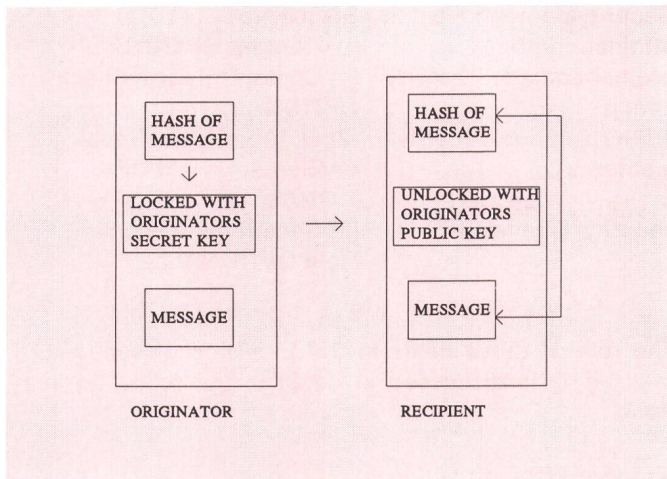 HASH OF
MESSAGE
LOCKED WITH
ORIGINATORS
SECRET KEY
MESSAGE
ORIGINATOR
HASH OF
MESSAGE
UNLOCKED WITH
ORIGINATORS
PUBLIC KEY
MESSAGE
RECIPIENT